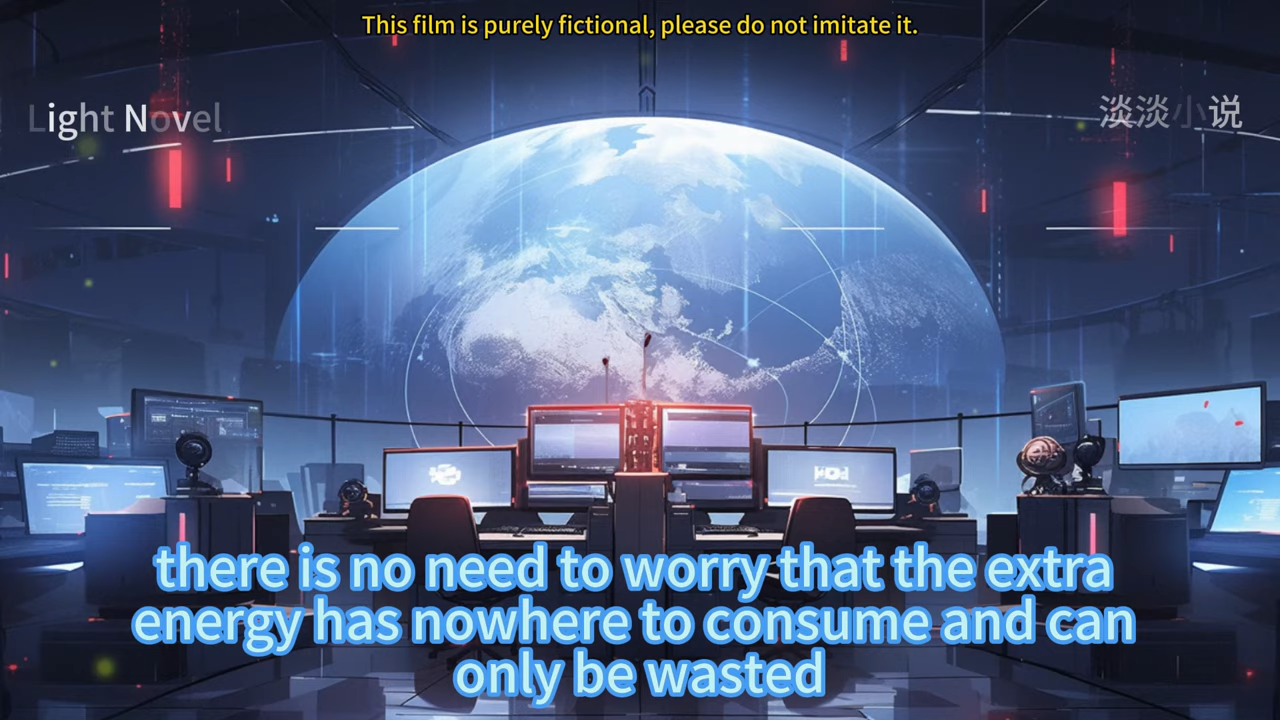 This film is purely fictional, please do not imitate it.
Light Novel
淡淡小说
there is no need to worry that the extra
energy has nowhere to consume and can
only be wasted